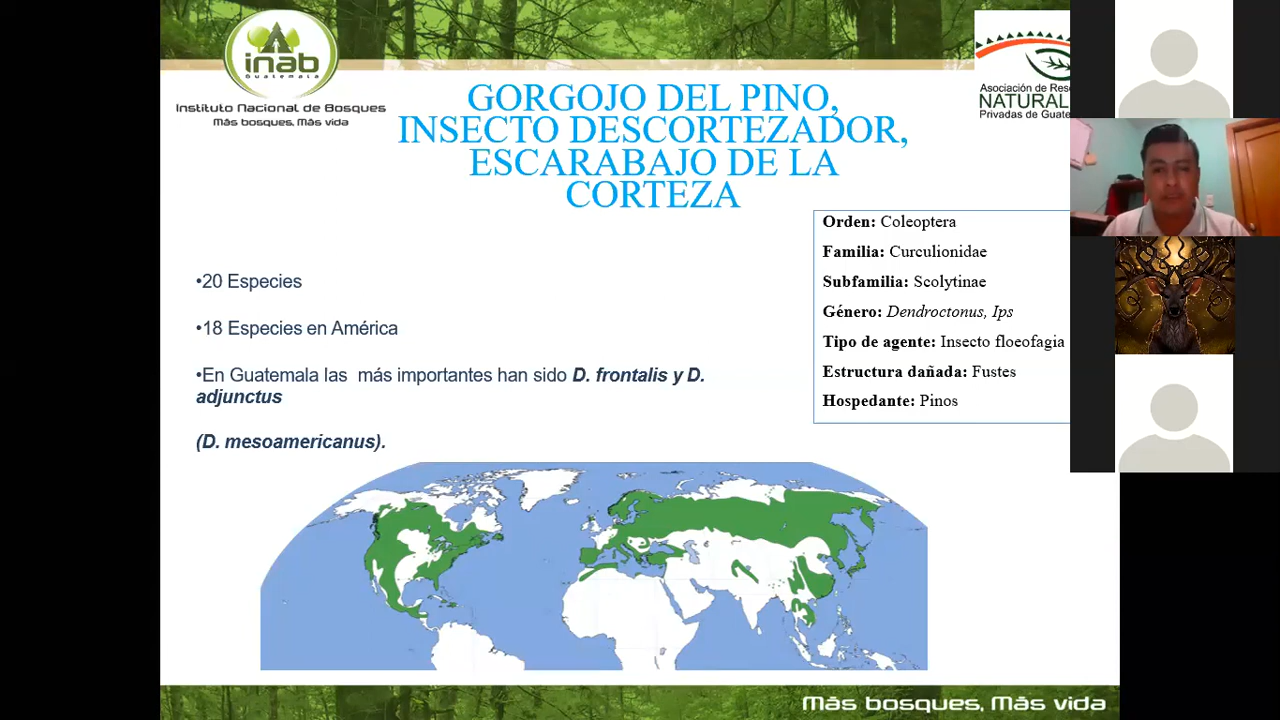 inab
Guatemala
Instituto Nacional de Bosques
Más bosques, Más vida
GORGOJO DEL PINO,
INSECTO DESCORTEZADOR,
ESCARABAJO DE LA
CORTEZA
Asociación de Rese
NATURAL
Privadas de Guate
Orden: Coleoptera
Familia: Curculionidae
Subfamilia: Scolytinae
Género: Dendroctonus, Ips
Tipo de agente: Insecto floeofagia
Estructura dañada: Fustes
Hospedante: Pinos
•20 Especies
•18 Especies en América
•En Guatemala las más importantes han sido D. frontalis y D.
adjunctus
(D. mesoamericanus).
Más bosques, Más vida